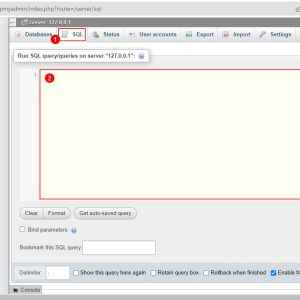 pmyadmin/index.php?route=/server/sql
Server: 127.0.0.1
Databases SQL Status User accounts Export Import Settings
1
Run SQL query/queries on server "127.0.0.1":
1 2
Clear Format Get auto-saved query
Bind parameters
Bookmark this SQL query:
Delimiter ; Show this query here again Retain query box Rollback when finished Enable fo
Console